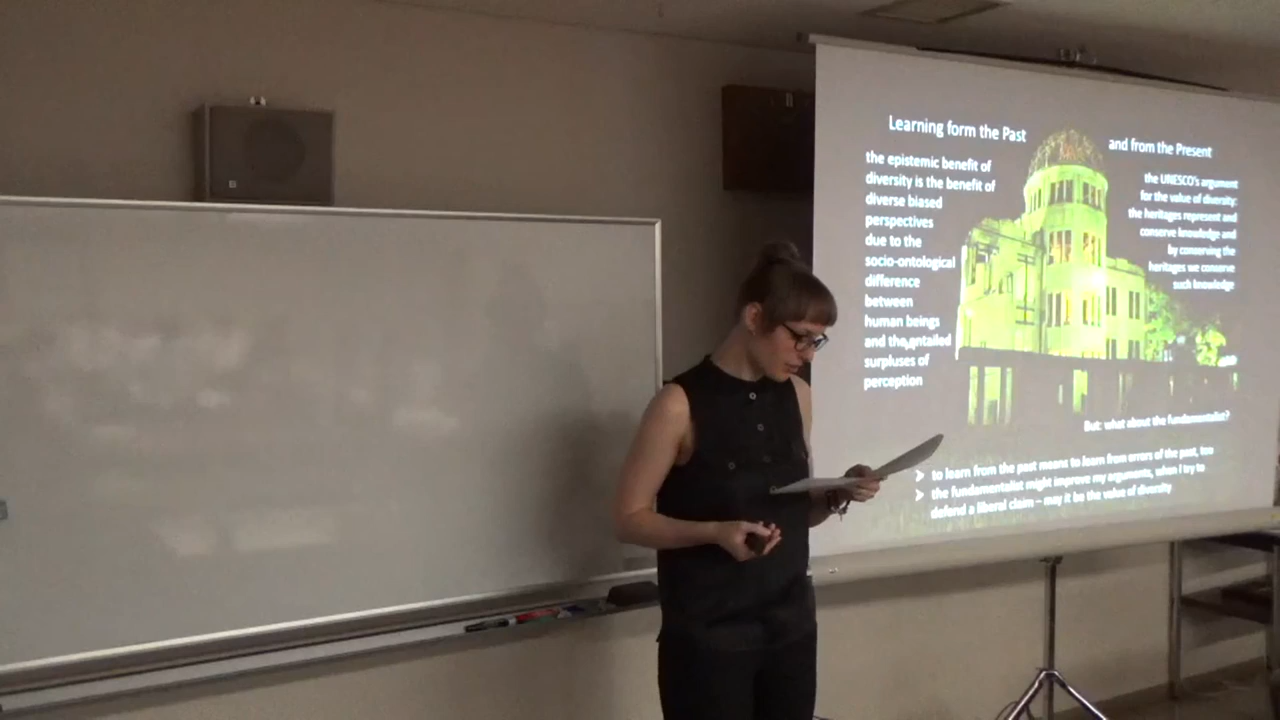 Learning form the Past
the epistemic benefit of
diversity is the benefit of
diverse biased
perspectives
due to the
socio-ontological
difference
between
human beings
and the entailed
surpluses of
perception
and from the Present
the UNESCO's argument
for the value of diversity:
the heritages represent and
conserve knowledge and
by conserving the
heritages we conserve
such knowledge
But: what about the fundamentalist?
➤ to learn from the past means to learn from errors of the past, too
➤ the fundamentalist might improve my arguments, when I try to
defend a liberal claim – may it be the value of diversity